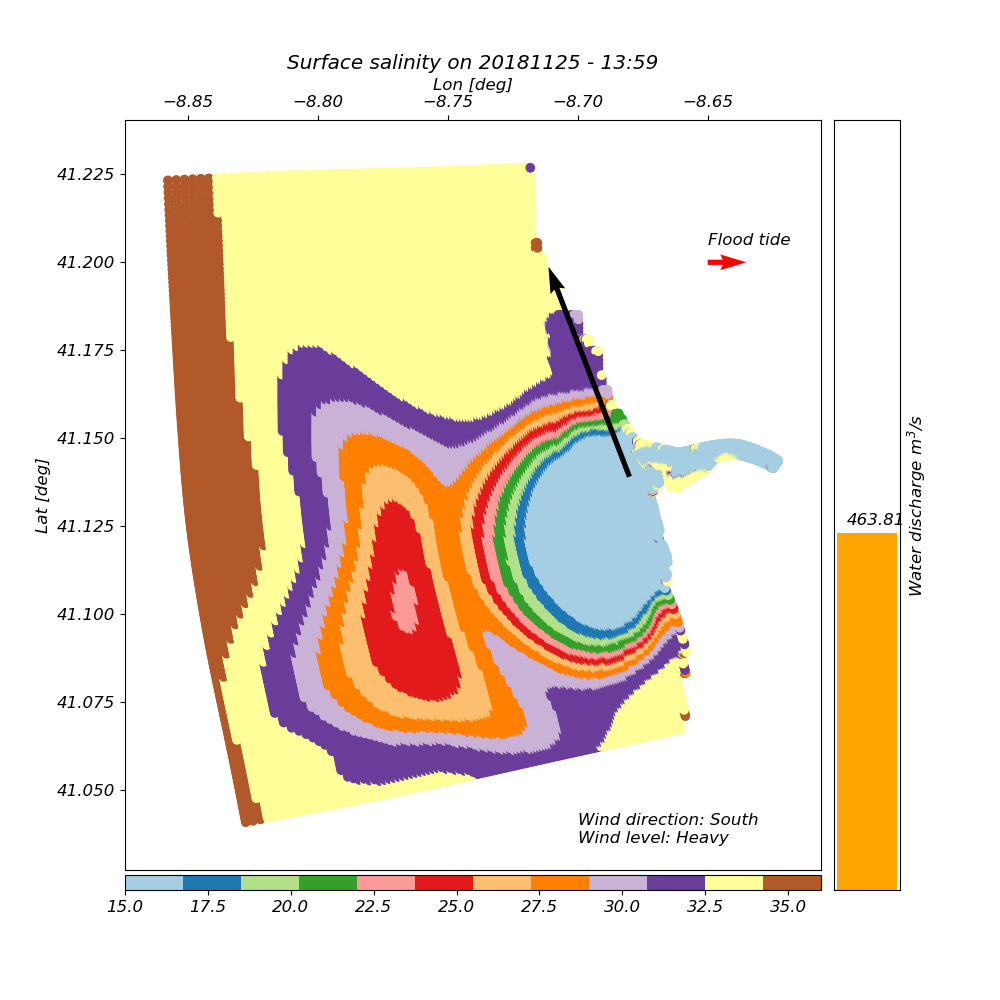 Surface salinity on 20181125 - 13:59
Lon [deg]
−8.85 −8.80 −8.75 −8.70 −8.65
41.225
41.200
41.175
41.150
41.125
41.100
41.075
41.050
Lat [deg]
Flood tide
Wind direction: South
Wind level: Heavy
15.0 17.5 20.0 22.5 25.0 27.5 30.0 32.5 35.0
463.81
Water discharge m³/s